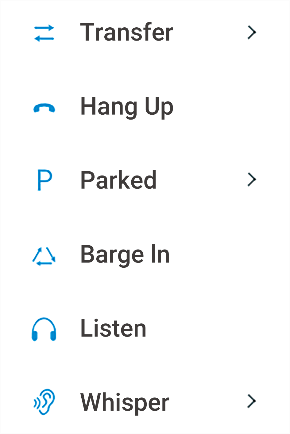 Transfer
Hang Up
P Parked
Barge In
Listen
Whisper